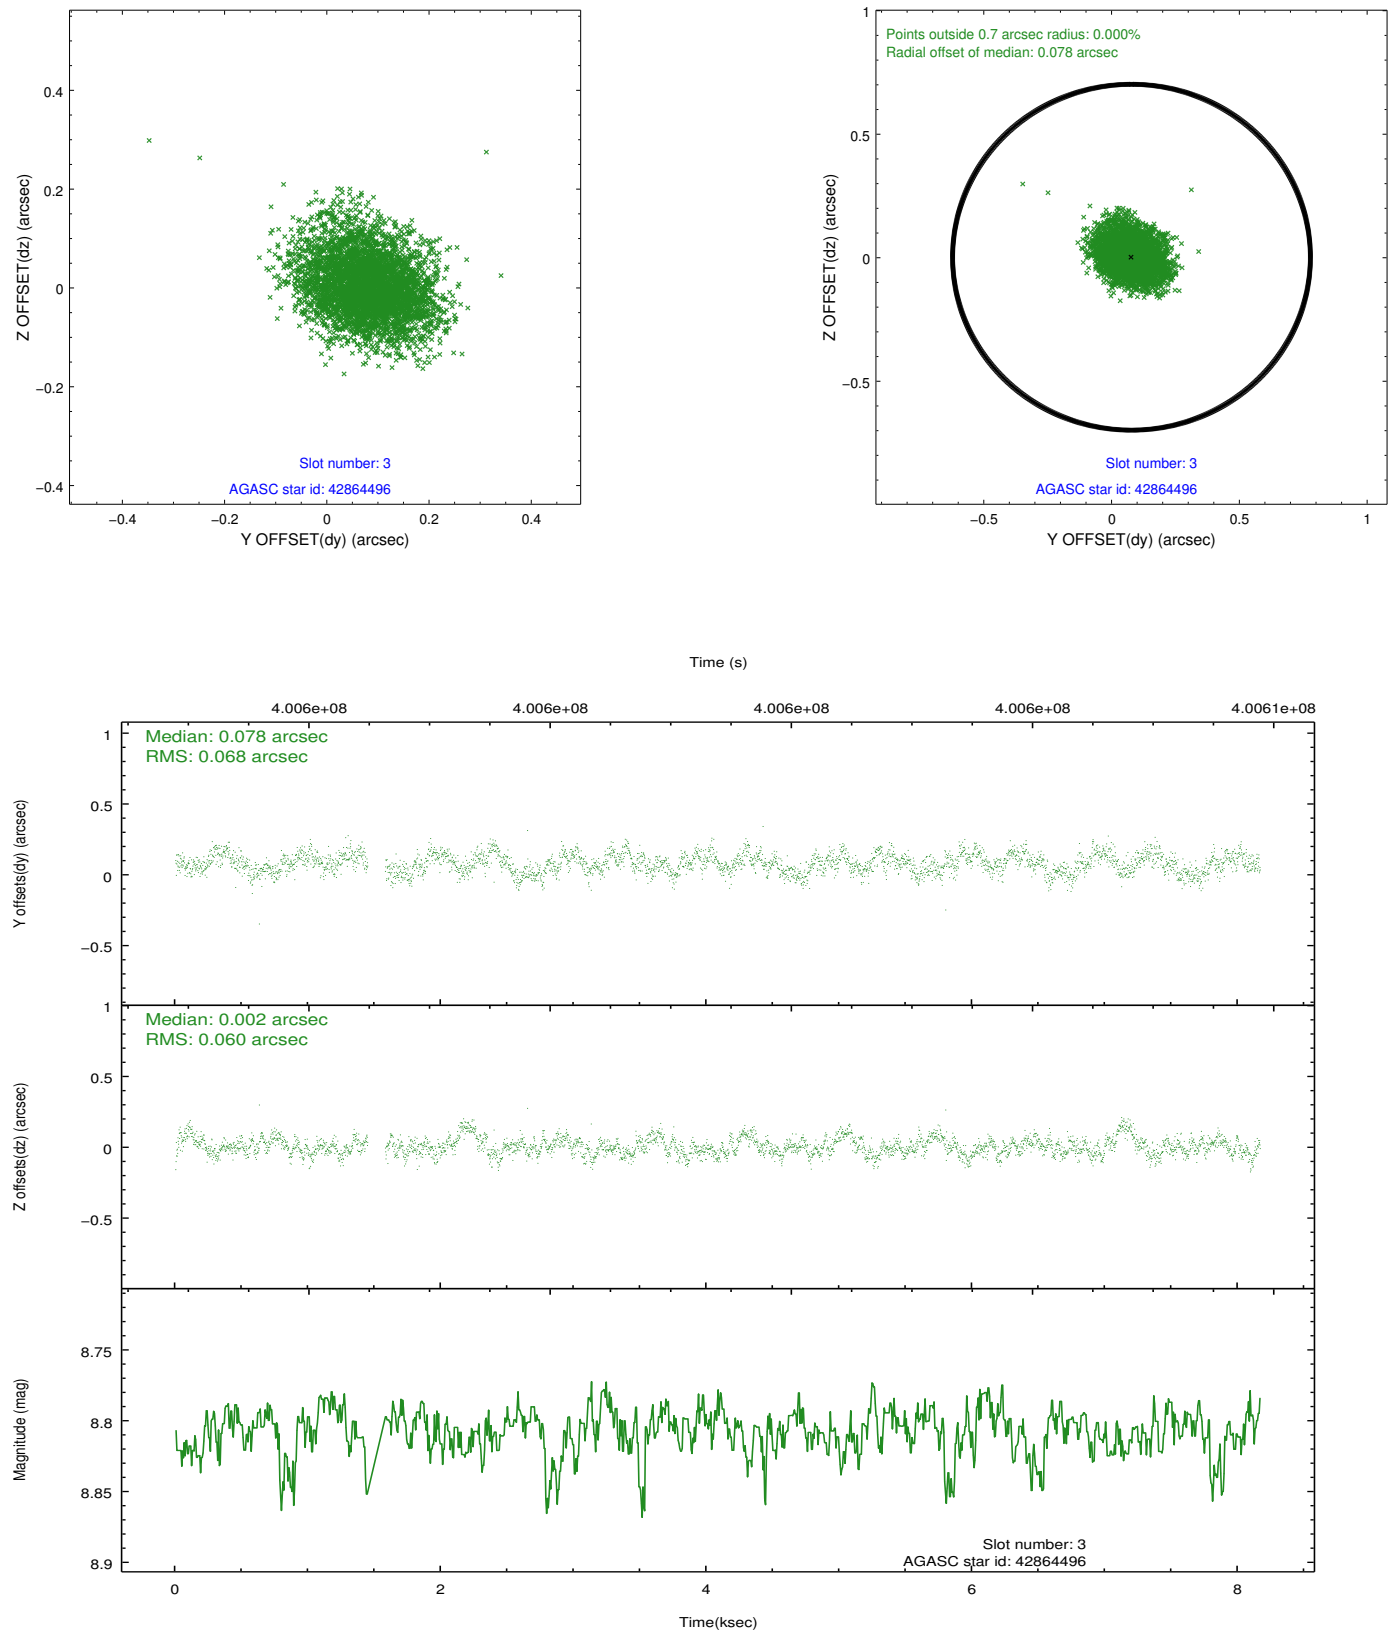 0.4
0.2
0
−0.2
−0.4
Z OFFSET(dz) (arcsec)
Slot number: 3
AGASC star id: 42864496
−0.4
−0.2
0
0.2
0.4
Y OFFSET(dy) (arcsec)
1
0.5
0
−0.5
Z OFFSET(dz) (arcsec)
Points outside 0.7 arcsec radius: 0.000%
Radial offset of median: 0.078 arcsec
Slot number: 3
AGASC star id: 42864496
−0.5
0
0.5
1
Y OFFSET(dy) (arcsec)
Time (s)
4.006e+08
4.006e+08
4.006e+08
4.006e+08
4.0061e+08
Median: 0.078 arcsec
RMS: 0.068 arcsec
1
0.5
0
−0.5
Y offsets(dy) (arcsec)
Median: 0.002 arcsec
RMS: 0.060 arcsec
1
0.5
0
−0.5
Z offsets(dz) (arcsec)
8.75
8.8
8.85
8.9
Magnitude (mag)
Slot number: 3
AGASC star id: 42864496
0
2
4
6
8
Time(ksec)